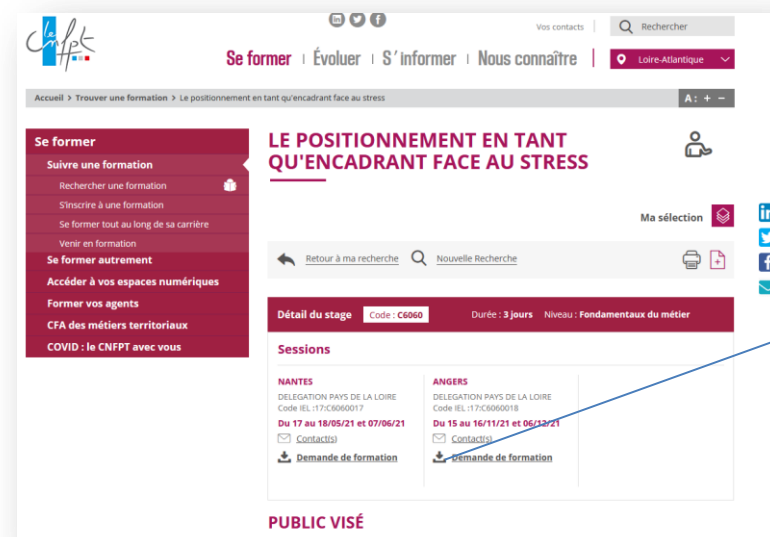 cnfpt
Vos contacts
Rechercher
Se former Évoluer S'informer Nous connaître
Loire-Atlantique
Accueil > Trouver une formation > Le positionnement en tant qu'encadrant face au stress
A : + −
Se former
Suivre une formation
Rechercher une formation
S'inscrire à une formation
Se former tout au long de sa carrière
Venir en formation
Se former autrement
Accéder à vos espaces numériques
Former vos agents
CFA des métiers territoriaux
COVID : le CNFPT avec vous
LE POSITIONNEMENT EN TANT
QU'ENCADRANT FACE AU STRESS
Ma sélection
Retour à ma recherche Nouvelle Recherche
Détail du stage Code : C6060 Durée : 3 jours Niveau : Fondamentaux du métier
Sessions
NANTES
DELEGATION PAYS DE LA LOIRE
Code IEL :17:C6060017
Du 17 au 18/05/21 et 07/06/21
Contact(s)
Demande de formation
ANGERS
DELEGATION PAYS DE LA LOIRE
Code IEL :17:C6060018
Du 15 au 16/11/21 et 06/12/21
Contact(s)
Demande de formation
PUBLIC VISÉ